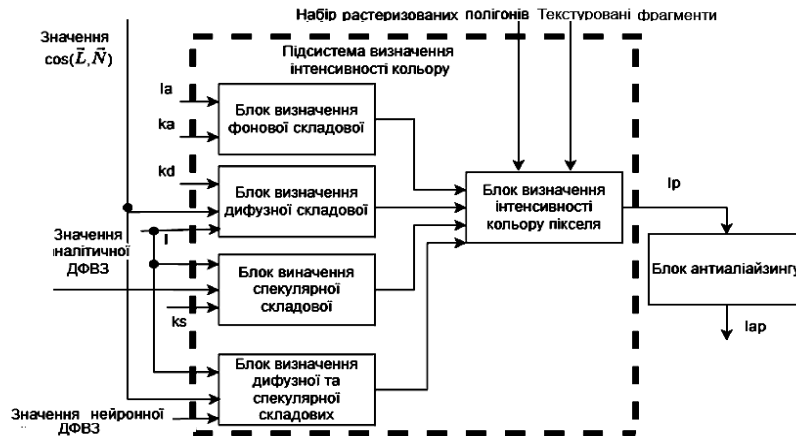 Набір растеризованих полігонів Текстуровані фрагменти
Значення
cos(L⃗,N⃗)
Підсистема визначення
інтенсивності кольору
Ia
ka
Блок визначення
фонової складової
kd
Блок визначення
дифузної складової
Блок визначення
інтенсивності
кольору пікселя
Ip
Значення
аналітичної
ДФВЗ
I
Блок виначення
спекулярної
складової
ks
Блок антиаліайзингу
Iap
Блок визначення
дифузної та
спекулярної
складових
Значення нейронної
ДФВЗ